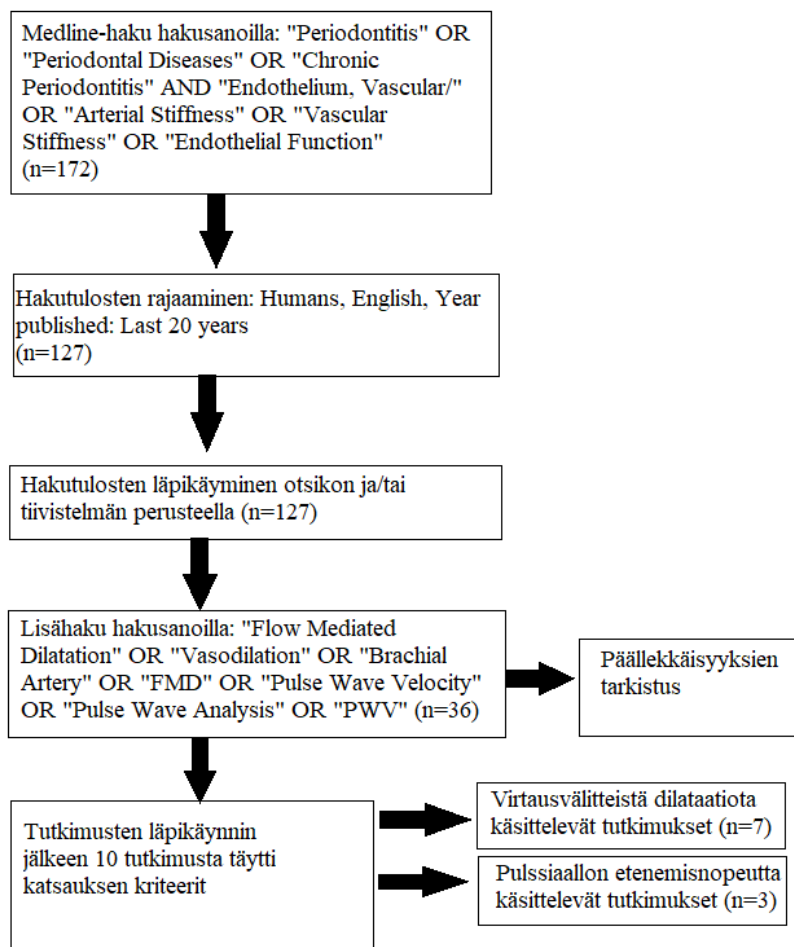 Medline-haku hakusanoilla: "Periodontitis" OR
"Periodontal Diseases" OR "Chronic
Periodontitis" AND "Endothelium, Vascular/"
OR "Arterial Stiffness" OR "Vascular
Stiffness" OR "Endothelial Function"
(n=172)
Hakutulosten rajaaminen: Humans, English, Year
published: Last 20 years
(n=127)
Hakutulosten läpikäyminen otsikon ja/tai
tiivistelmän perusteella (n=127)
Lisähaku hakusanoilla: "Flow Mediated
Dilatation" OR "Vasodilation" OR "Brachial
Artery" OR "FMD" OR "Pulse Wave Velocity"
OR "Pulse Wave Analysis" OR "PWV" (n=36)
Päällekkäisyyksien
tarkistus
Tutkimusten läpikäynnin
jälkeen 10 tutkimusta täytti
katsauksen kriteerit
Virtausvälitteistä dilataatiota
käsittelevät tutkimukset (n=7)
Pulssiaallon etenemisnopeutta
käsittelevät tutkimukset (n=3)